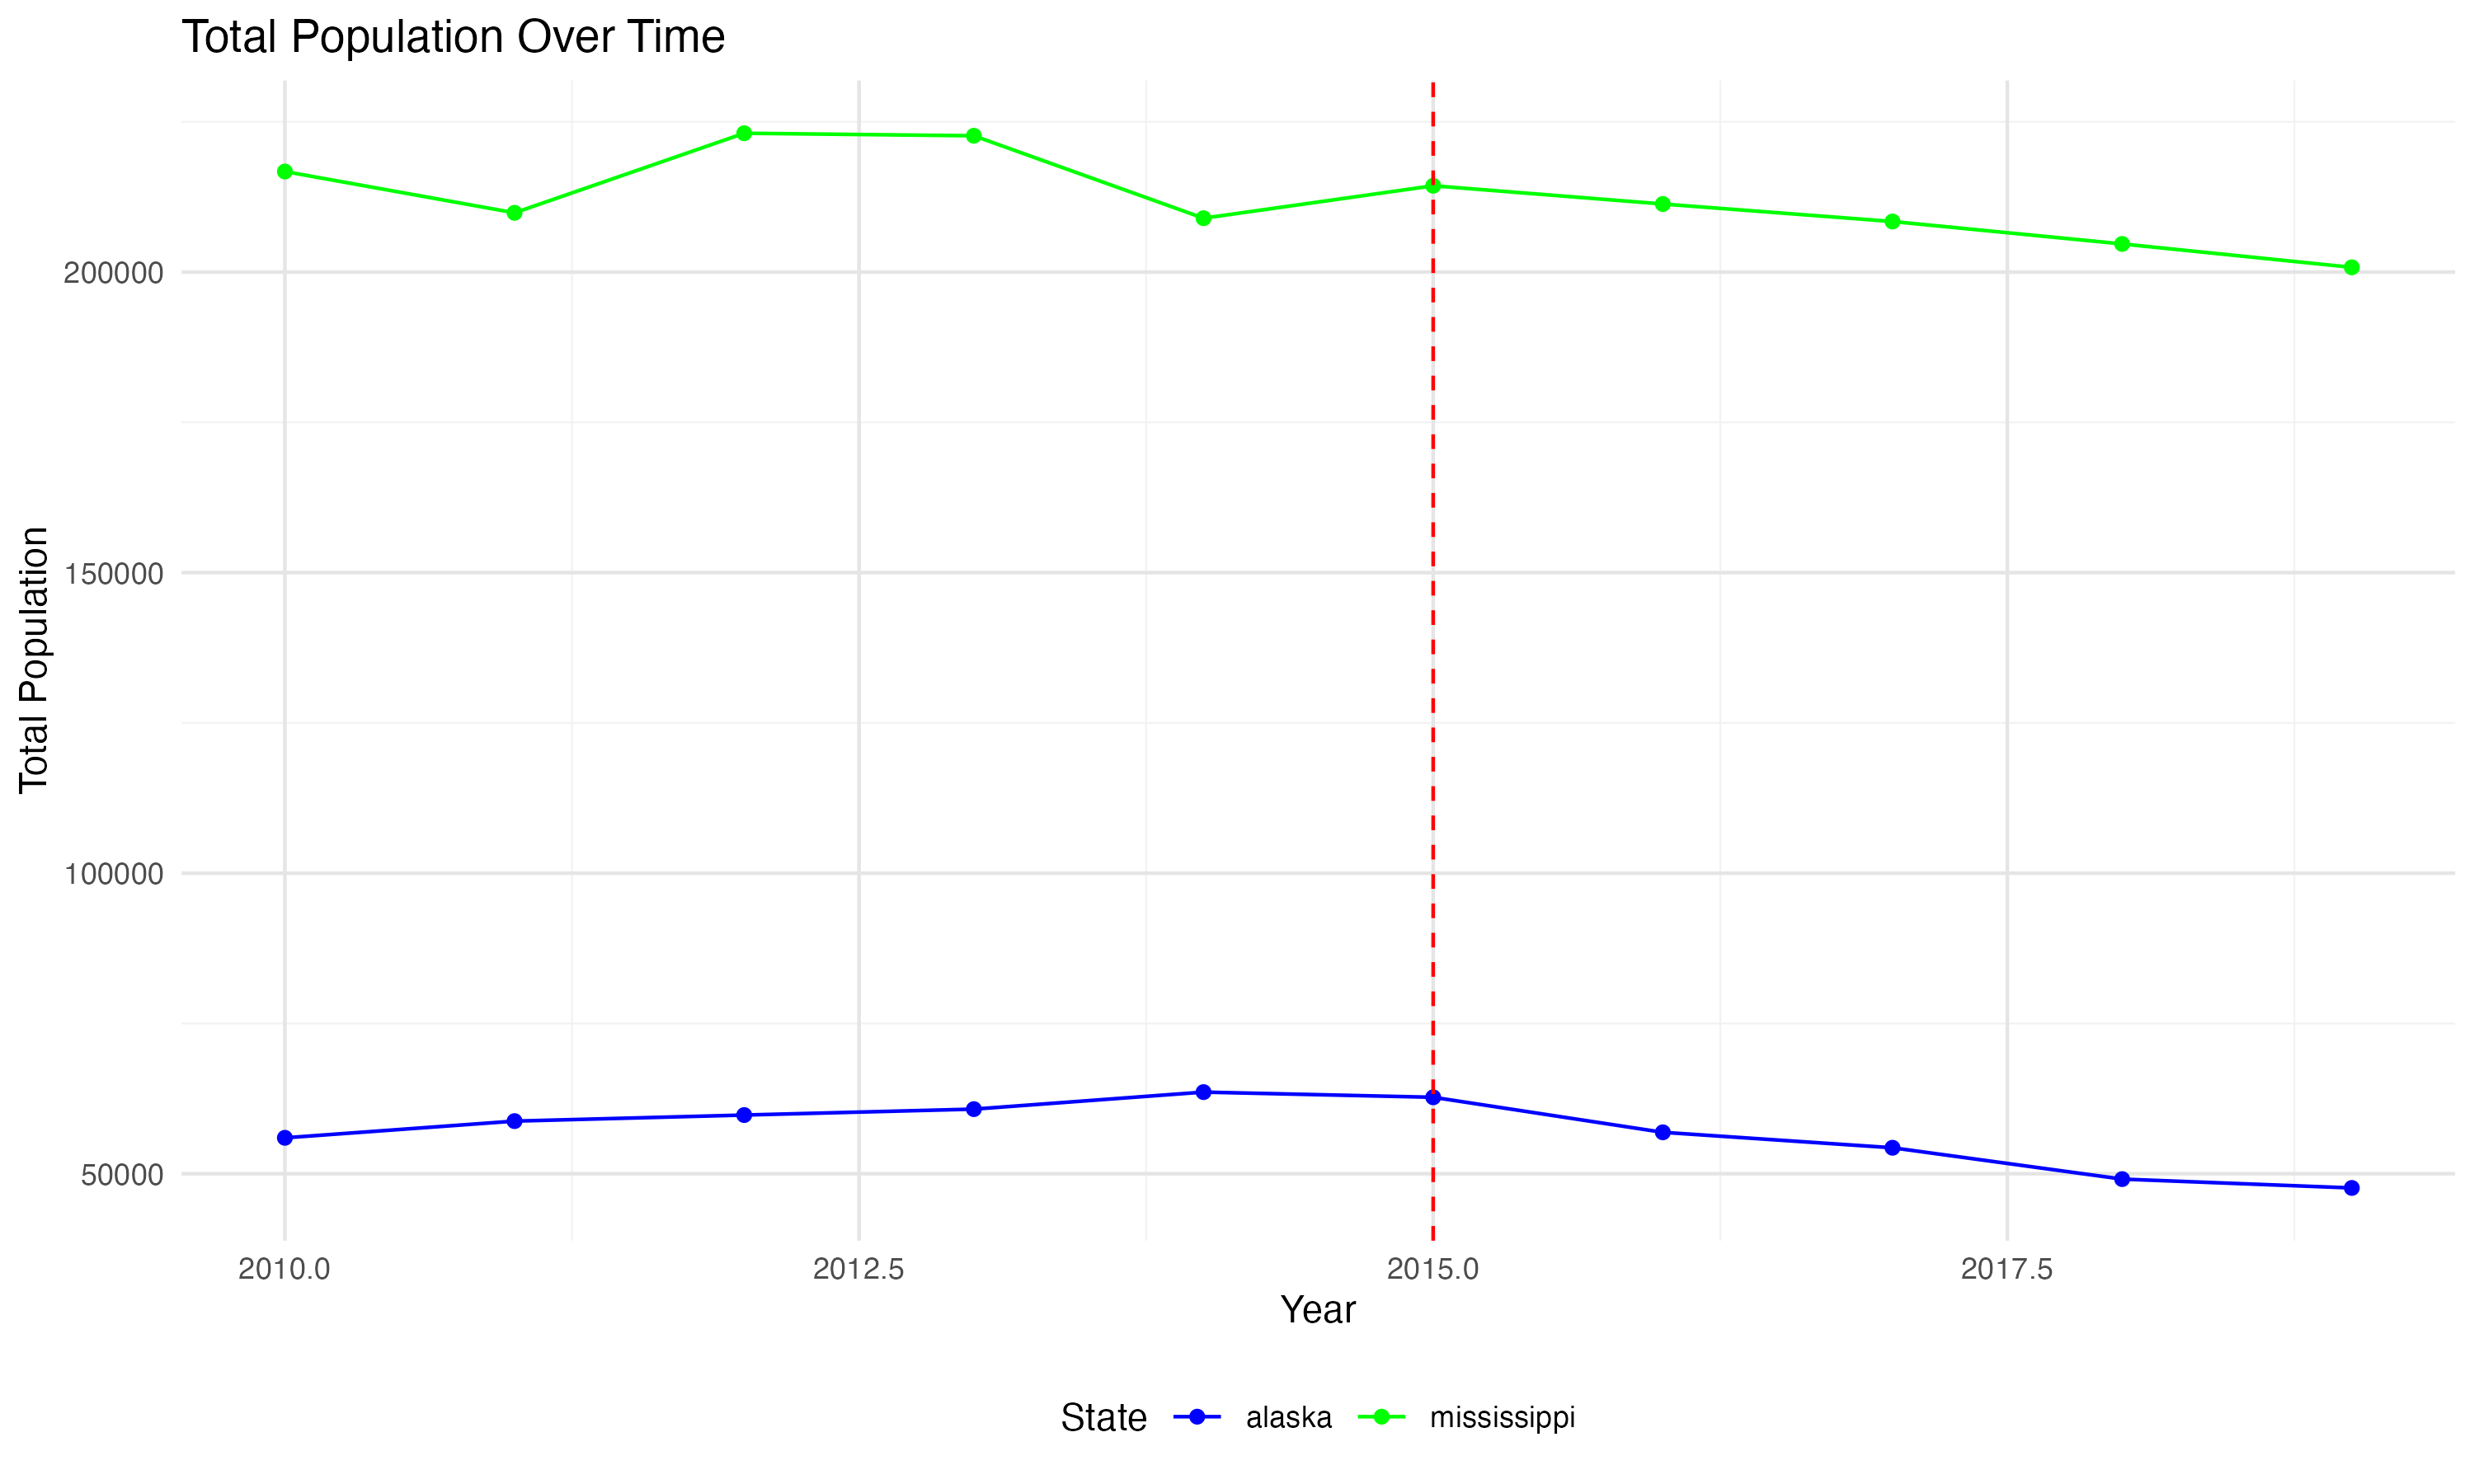 Total Population Over Time
Total Population
200000
150000
100000
50000
2010.0 2012.5 2015.0 2017.5
Year
State alaska mississippi